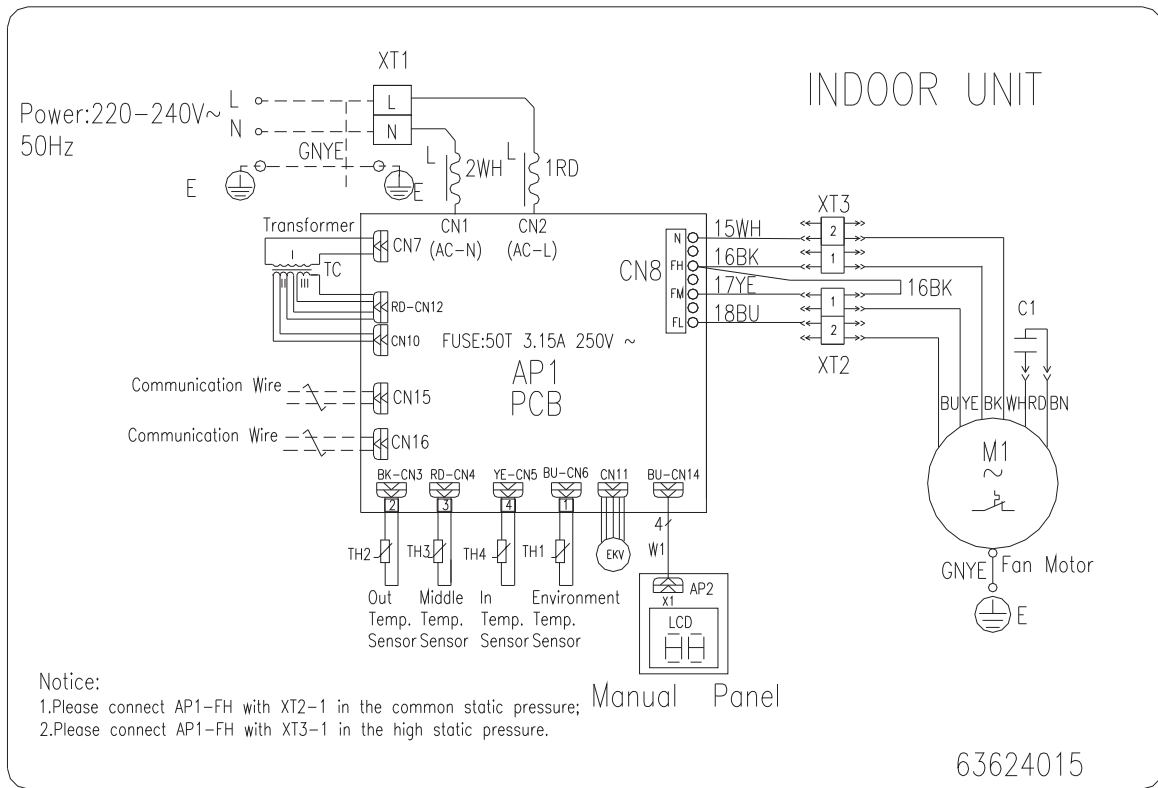 INDOOR UNIT
XT1
Power:220-240V~
50Hz
L
N
E
GNYE
E
L
N
L
2WH
L
1RD
CN1
(AC-N)
CN2
(AC-L)
Transformer
I
II
III
TC
CN7
RD-CN12
CN10
Communication Wire
CN15
Communication Wire
CN16
FUSE:50T 3.15A 250V ~
AP1
PCB
CN8
N
FH
FM
FL
15WH
16BK
17YE
18BU
16BK
XT3
2
1
1
2
XT2
C1
BU YE BK WH RD BN
M1
~
GNYE
Fan Motor
E
BK-CN3
RD-CN4
YE-CN5
BU-CN6
CN11
BU-CN14
2
3
4
1
TH2
TH3
TH4
TH1
EKV
4
W1
Out
Temp.
Sensor
Middle
Temp.
Sensor
In
Temp.
Sensor
Environment
Temp.
Sensor
AP2
X1
LCD
Manual Panel
Notice:
1.Please connect AP1-FH with XT2-1 in the common static pressure;
2.Please connect AP1-FH with XT3-1 in the high static pressure.
63624015